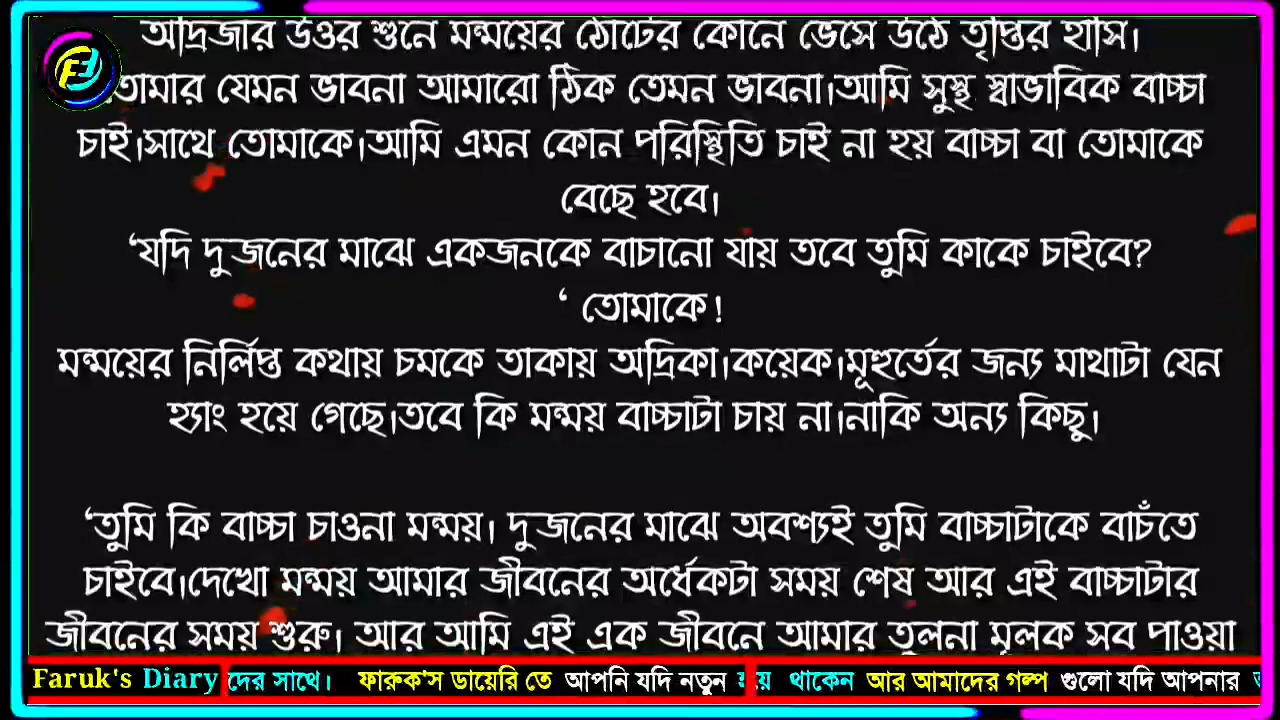 আদ্রিজার উওর শুনে মন্ময়ের ঠোটের কোনে ভেসে উঠে তৃপ্তির হাসি।
তোমার যেমন ভাবনা আমারো ঠিক তেমন ভাবনা।আমি সুস্থ স্বাভাবিক বাচ্চা
চাই।সাথে তোমাকে।আমি এমন কোন পরিস্থিতি চাই না হয় বাচ্চা বা তোমাকে
বেছে হবে।
‘যদি দুজনের মাঝে একজনকে বাচানো যায় তবে তুমি কাকে চাইবে?
‘ তোমাকে!
মন্ময়ের নির্লিপ্ত কথায় চমকে তাকায় অদ্রিকা।কয়েক।মূহুর্তের জন্য মাথাটা যেন
হ্যাং হয়ে গেছে।তবে কি মন্ময় বাচ্চাটা চায় না।নাকি অন্য কিছু।
‘তুমি কি বাচ্চা চাওনা মন্ময়। দুজনের মাঝে অবশ্যই তুমি বাচ্চাটাকে বাচঁতে
চাইবে।দেখো মন্ময় আমার জীবনের অর্ধেকটা সময় শেষ আর এই বাচ্চাটার
জীবনের সময় শুরু। আর আমি এই এক জীবনে আমার তুলনা মূলক সব পাওয়া
Faruk's Diary দের সাথে। ফারুক'স ডায়েরি তে আপনি যদি নতুন হয়ে থাকেন আর আমাদের গল্প গুলো যদি আপনার